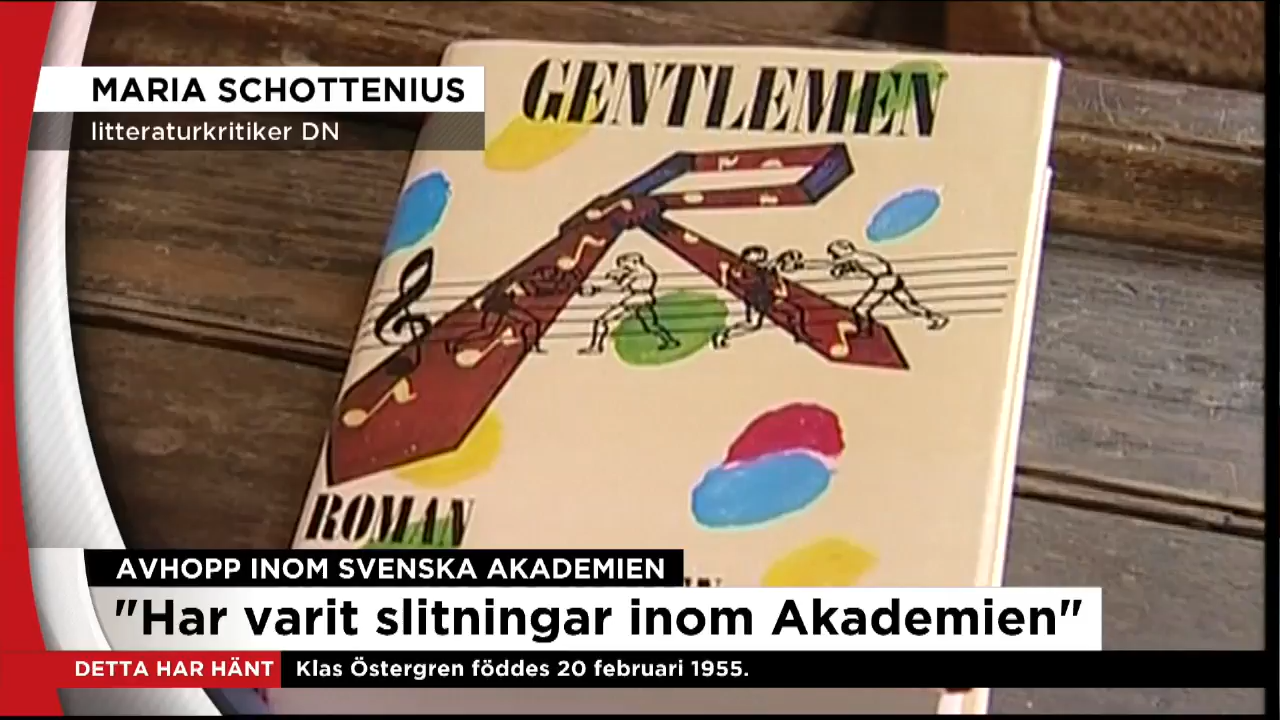 MARIA SCHOTTENIUS
litteraturkritiker DN
GENTLEMEN
ROMAN
AVHOPP INOM SVENSKA AKADEMIEN
"Har varit slitningar inom Akademien"
DETTA HAR HÄNT Klas Östergren föddes 20 februari 1955.